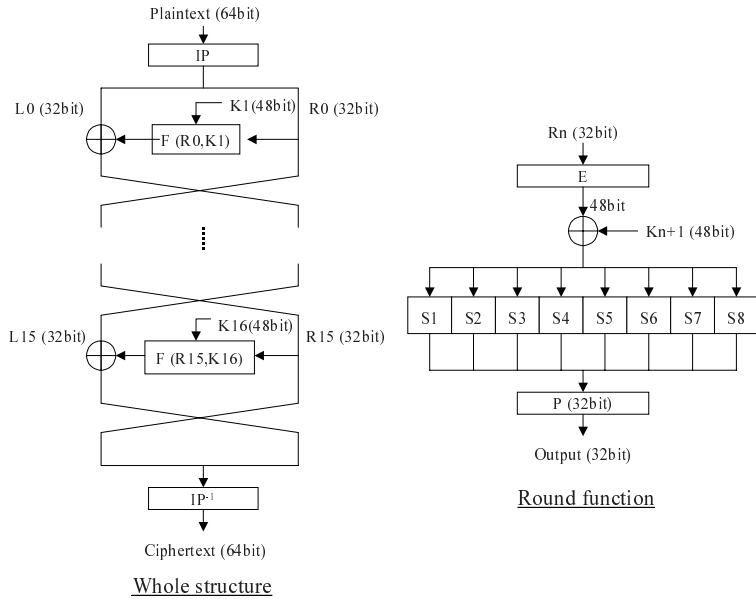 Plaintext (64bit)
IP
L0 (32bit)
K1(48bit)
R0 (32bit)
F (R0,K1)
L15 (32bit)
K16(48bit)
R15 (32bit)
F (R15,K16)
IP-1
Ciphertext (64bit)
Whole structure
Rn (32bit)
E
48bit
Kn+1 (48bit)
S1 S2 S3 S4 S5 S6 S7 S8
P (32bit)
Output (32bit)
Round function